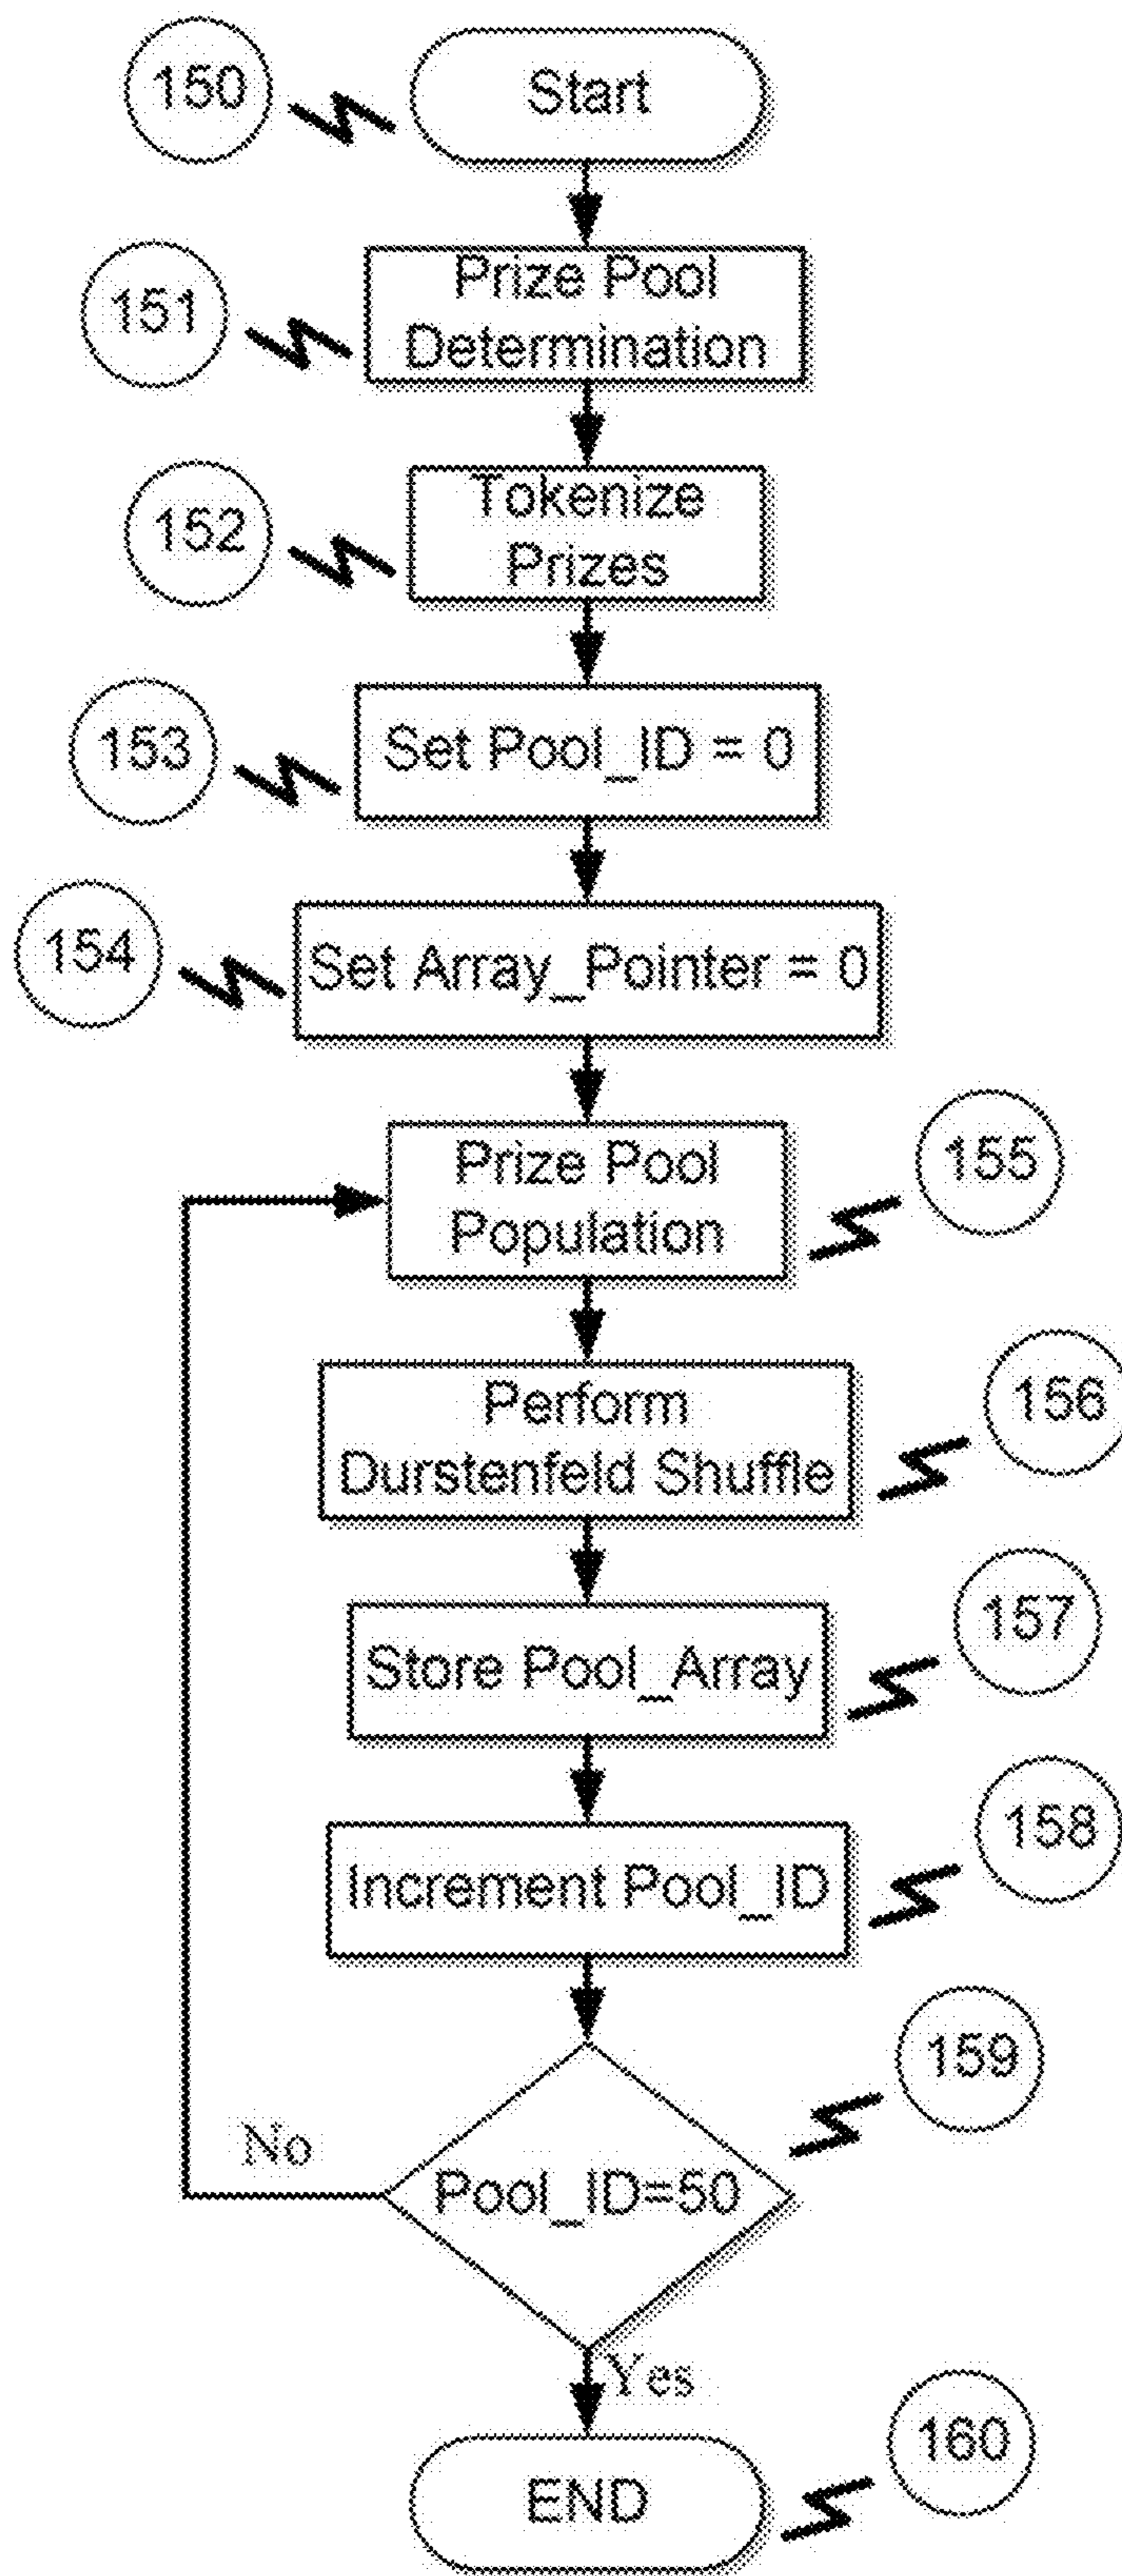 150
Start
151
Prize Pool
Determination
152
Tokenize
Prizes
153
Set Pool_ID = 0
154
Set Array_Pointer = 0
155
Prize Pool
Population
156
Perform
Durstenfeld Shuffle
157
Store Pool_Array
158
Increment Pool_ID
159
No
Pool_ID=50
Yes
160
END